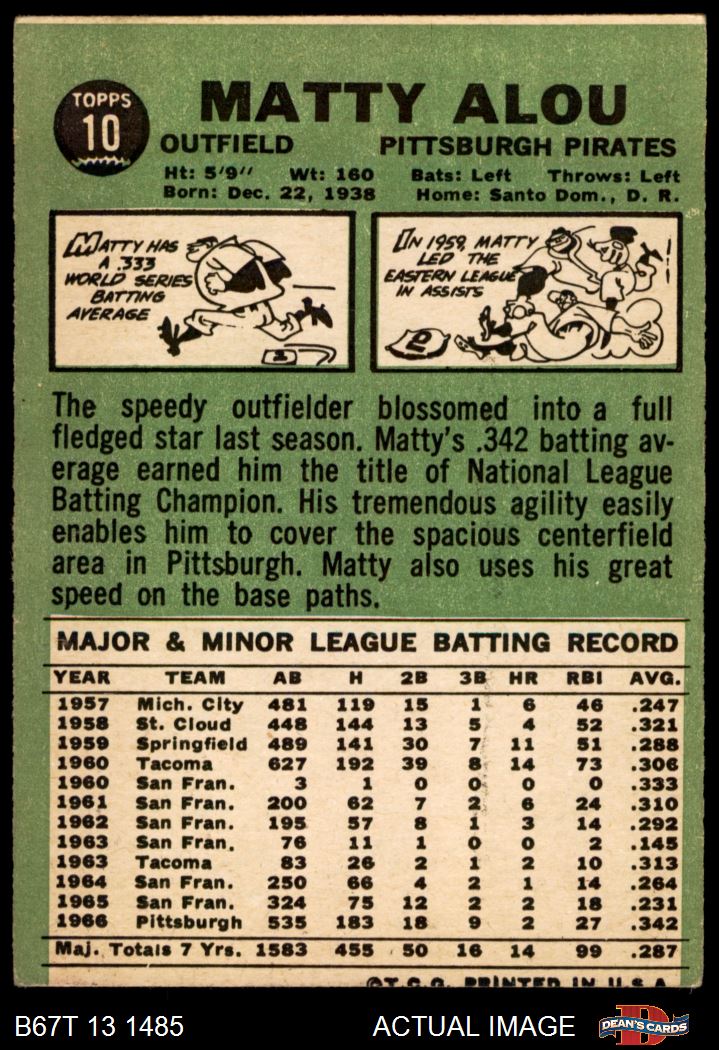 TOPPS
10
MATTY ALOU
OUTFIELD PITTSBURGH PIRATES
Ht: 5'9" Wt: 160 Bats: Left Throws: Left
Born: Dec. 22, 1938 Home: Santo Dom., D. R.
MATTY HAS
A .333
WORLD SERIES
BATTING
AVERAGE
1
IN 1959, MATTY
LED THE
EASTERN LEAGUE
IN ASSISTS
The speedy outfielder blossomed into a full
fledged star last season. Matty's .342 batting av-
erage earned him the title of National League
Batting Champion. His tremendous agility easily
enables him to cover the spacious centerfield
area in Pittsburgh. Matty also uses his great
speed on the base paths.
MAJOR & MINOR LEAGUE BATTING RECORD
YEAR TEAM AB H 2B 3B HR RBI AVG.
1957 Mich. City 481 119 15 1 6 46 .247
1958 St. Cloud 448 144 13 5 4 52 .321
1959 Springfield 489 141 30 7 11 51 .288
1960 Tacoma 627 192 39 8 14 73 .306
1960 San Fran. 3 1 0 0 0 0 .333
1961 San Fran. 200 62 7 2 6 24 .310
1962 San Fran. 195 57 8 1 3 14 .292
1963 San Fran. 76 11 1 0 0 2 .145
1963 Tacoma 83 26 2 1 2 10 .313
1964 San Fran. 250 66 4 2 1 14 .264
1965 San Fran. 324 75 12 2 2 18 .231
1966 Pittsburgh 535 183 18 9 2 27 .342
Maj. Totals 7 Yrs. 1583 455 50 16 14 99 .287
©T.C.G. PRINTED IN U.S.A.
B67T 13 1485 ACTUAL IMAGE
DEAN'S CARDS